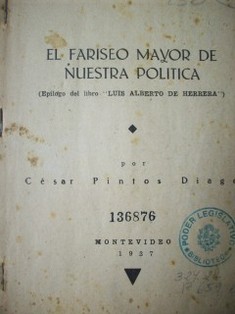 EL FARISEO MAYOR DE
NUESTRA POLITICA
(Epílogo del libro "LUIS ALBERTO DE HERRERA")
por
César Pintos Diago
136876
MONTEVIDEO
1937
PODER LEGISLATIVO
BIBLIOTECA